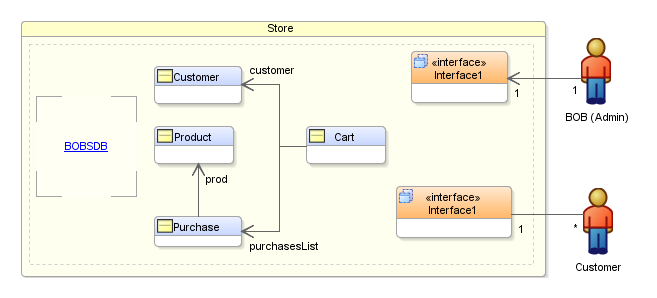 Store
Customer
customer
«interface»
Interface1
1
1
BOB (Admin)
BOBSDB
Product
Cart
prod
Purchase
purchasesList
«interface»
Interface1
1
*
Customer